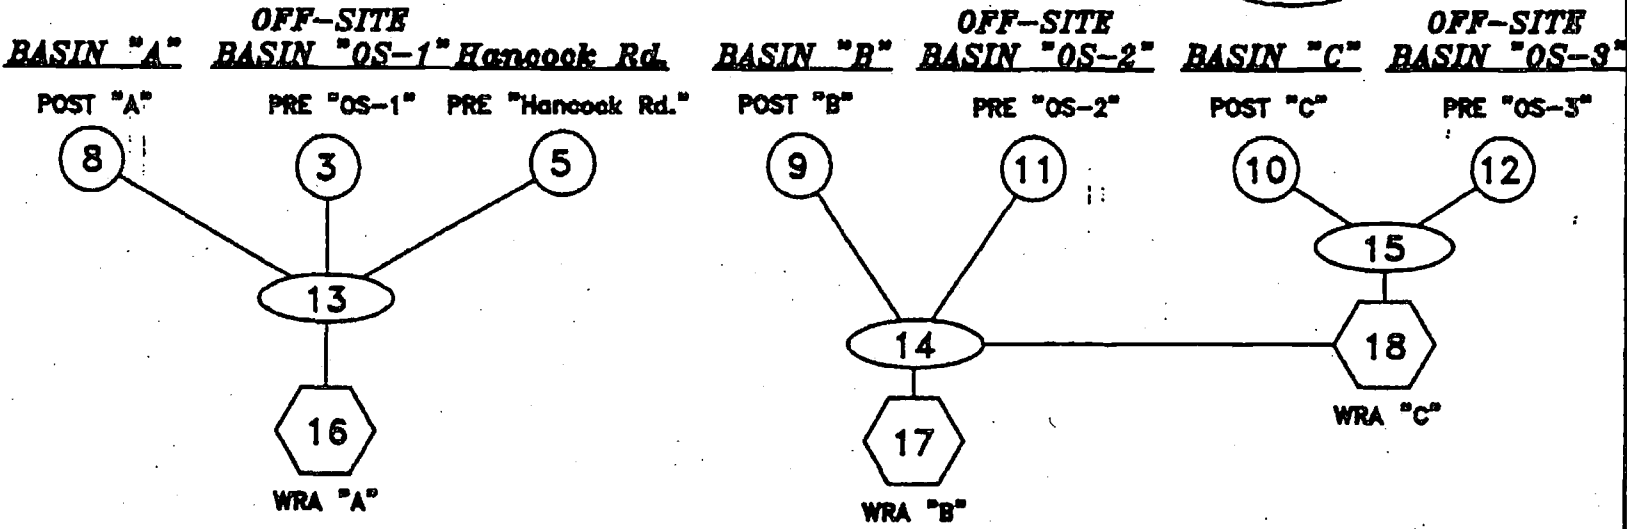 OFF-SITE OFF-SITE OFF-SITE
BASIN "A" BASIN "OS-1" Hancock Rd. BASIN "B" BASIN "OS-2" BASIN "C" BASIN "OS-3"
POST "A" PRE "OS-1" PRE "Hancock Rd." POST "B" PRE "OS-2" POST "C" PRE "OS-3"
8 3 5 9 11 10 12
15
13
14 18
WRA "C"
16 17
WRA "A" WRA "B"